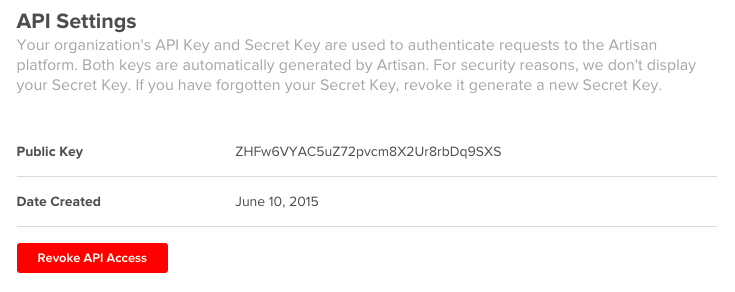 API Settings
Your organization's API Key and Secret Key are used to authenticate requests to the Artisan
platform. Both keys are automatically generated by Artisan. For security reasons, we don't display
your Secret Key. If you have forgotten your Secret Key, revoke it generate a new Secret Key.
Public Key ZHFw6VYAC5uZ72pvcm8X2Ur8rbDq9SXS
Date Created June 10, 2015
Revoke API Access